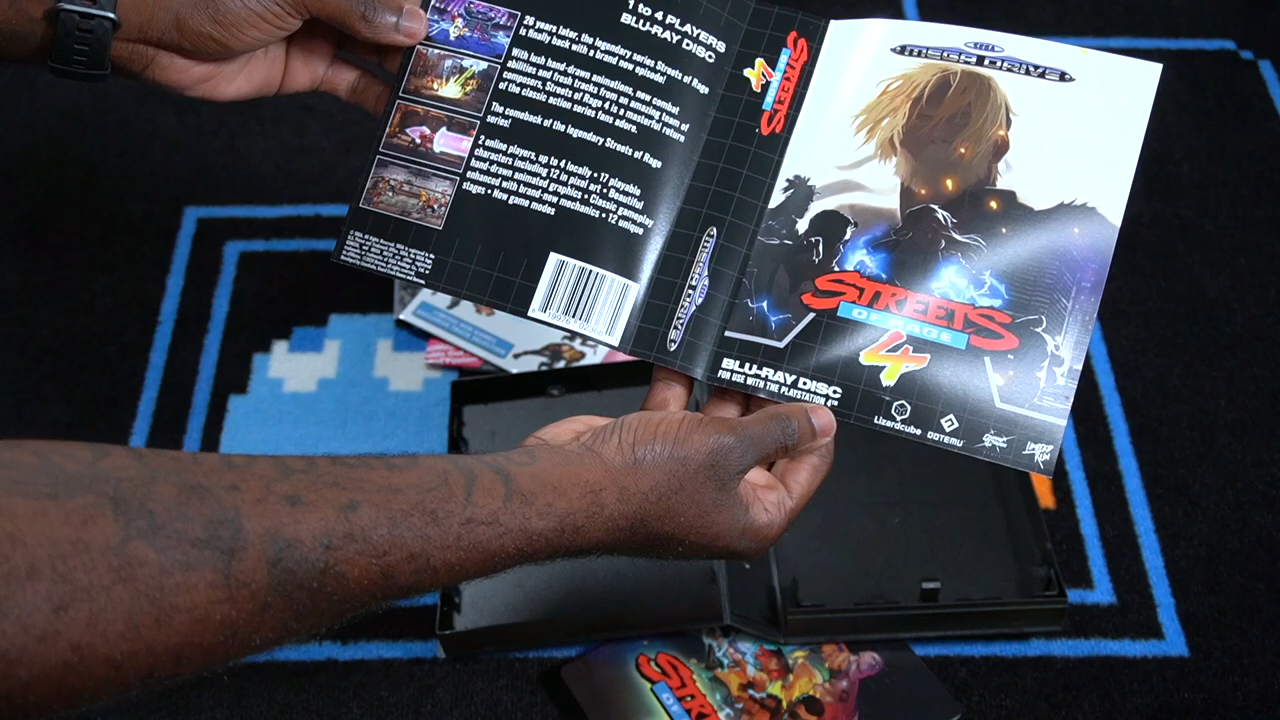 1 to 4 PLAYERS
BLU-RAY DISC
26 years later, the legendary series Streets of Rage
is finally back with a brand new episode!
With lush hand-drawn animations, new combat
abilities and fresh tracks from an amazing team of
composers, Streets of Rage 4 is a masterful return
of the classic action series fans adore.
The comeback of the legendary Streets of Rage
series!
2 online players, up to 4 locally • 17 playable
characters including 12 in pixel art • Beautiful
hand-drawn animated graphics • Classic gameplay
enhanced with brand-new mechanics • 12 unique
stages • New game modes
STREETS
OF RAGE
4
MEGA DRIVE
SEGA
MEGA DRIVE
STREETS
OF RAGE
4
BLU-RAY DISC
FOR USE WITH THE PLAYSTATION 4™
Lizardcube
DOTEMU
LIMITED
RUN
STREETS
OF